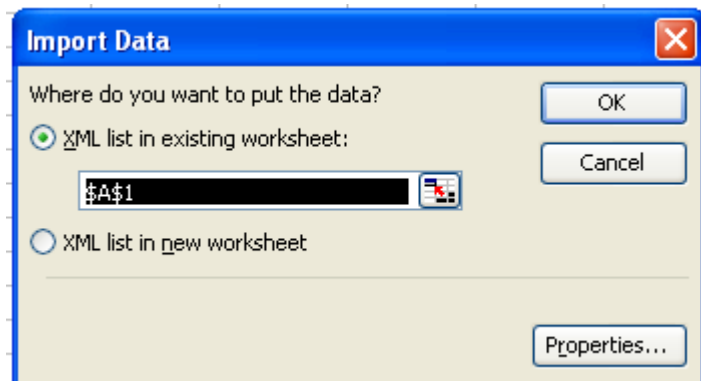 Import Data
Where do you want to put the data?
OK
XML list in existing worksheet:
Cancel
$A$1
XML list in new worksheet
Properties...